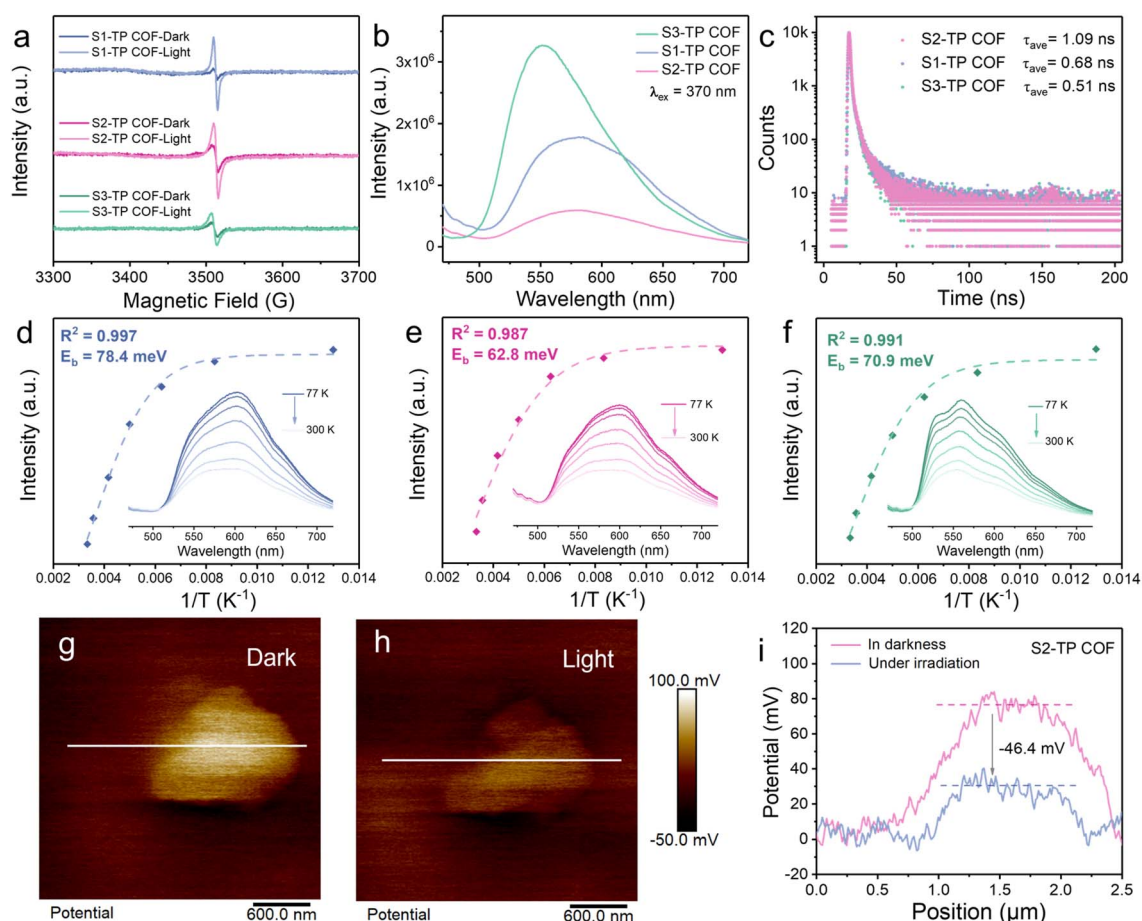 a
S1-TP COF-Dark
S1-TP COF-Light
S2-TP COF-Dark
S2-TP COF-Light
S3-TP COF-Dark
S3-TP COF-Light
Intensity (a.u.)
3300 3400 3500 3600 3700
Magnetic Field (G)
b
S3-TP COF
S1-TP COF
S2-TP COF
λex = 370 nm
Intensity (a.u.)
3×10⁶
2×10⁶
1×10⁶
0
500 550 600 650 700
Wavelength (nm)
c
S2-TP COF τave = 1.09 ns
S1-TP COF τave = 0.68 ns
S3-TP COF τave = 0.51 ns
Counts
10k
1k
100
10
1
0 50 100 150 200
Time (ns)
d
R² = 0.997
Eb = 78.4 meV
77 K
300 K
Intensity (a.u.)
500 550 600 650 700
Wavelength (nm)
0.002 0.004 0.006 0.008 0.010 0.012 0.014
1/T (K⁻¹)
e
R² = 0.987
Eb = 62.8 meV
77 K
300 K
Intensity (a.u.)
500 550 600 650 700
Wavelength (nm)
0.002 0.004 0.006 0.008 0.010 0.012 0.014
1/T (K⁻¹)
f
R² = 0.991
Eb = 70.9 meV
77 K
300 K
Intensity (a.u.)
500 550 600 650 700
Wavelength (nm)
0.002 0.004 0.006 0.008 0.010 0.012 0.014
1/T (K⁻¹)
g
Dark
Potential
600.0 nm
h
Light
Potential
600.0 nm
100.0 mV
-50.0 mV
i
In darkness
Under irradiation
S2-TP COF
-46.4 mV
Potential (mV)
120
100
80
60
40
20
0
-20
0.0 0.5 1.0 1.5 2.0 2.5
Position (μm)